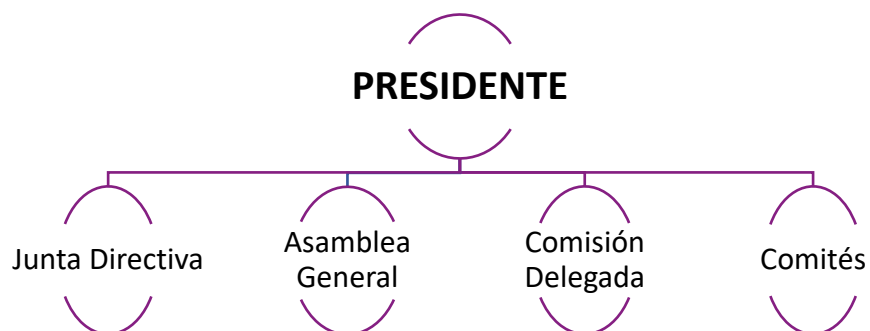 PRESIDENTE
Junta Directiva
Asamblea
General
Comisión
Delegada
Comités